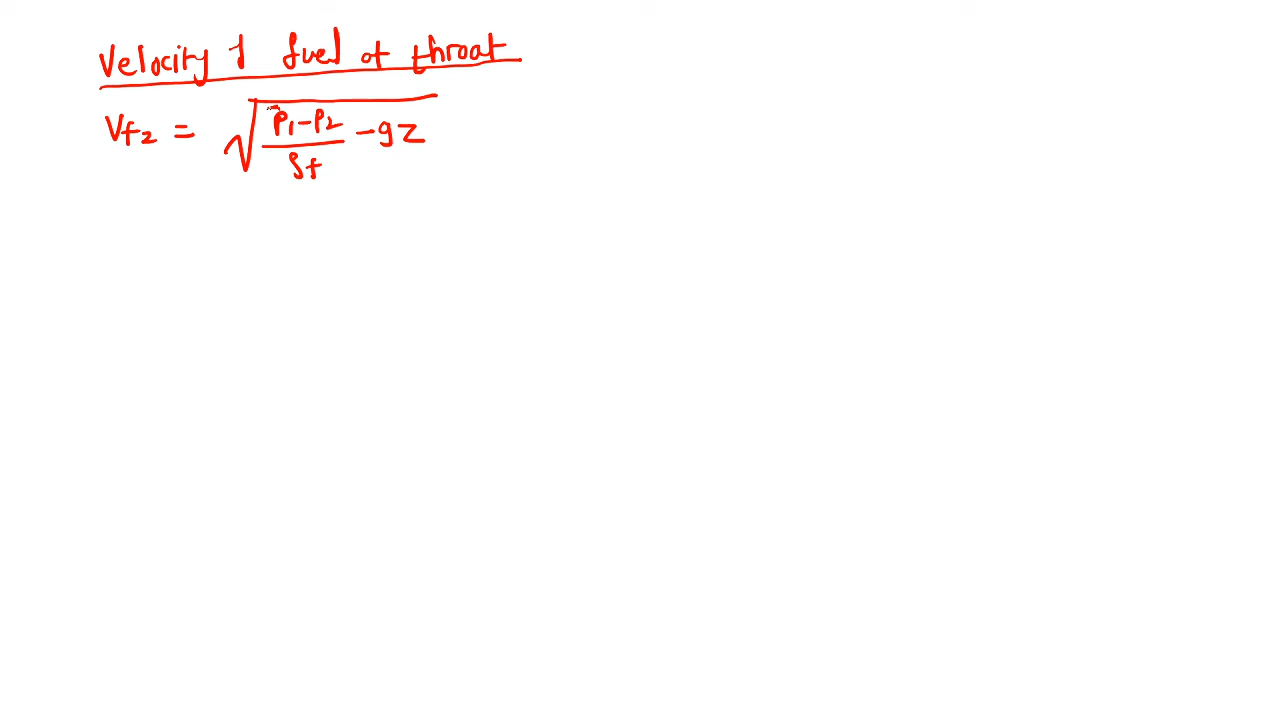 Velocity of fuel at throat
Vf₂ = √((P₁-P₂)/ρf - gz)